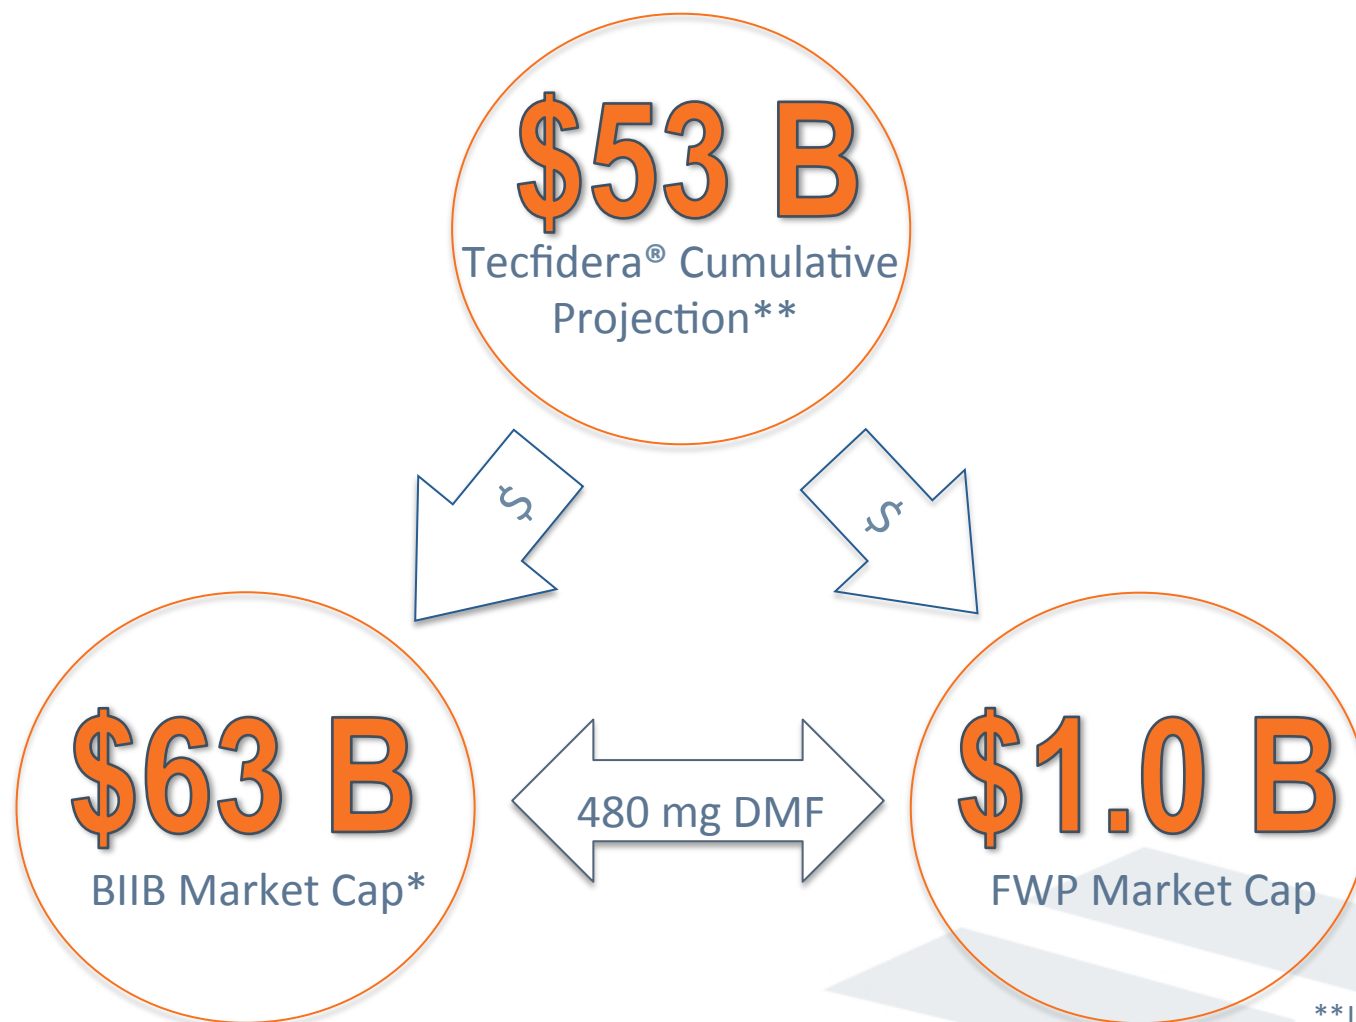 $53 B
Tecfidera® Cumulative
Projection**
$
$
480 mg DMF
$63 B
BIIB Market Cap*
$1.0 B
FWP Market Cap
**